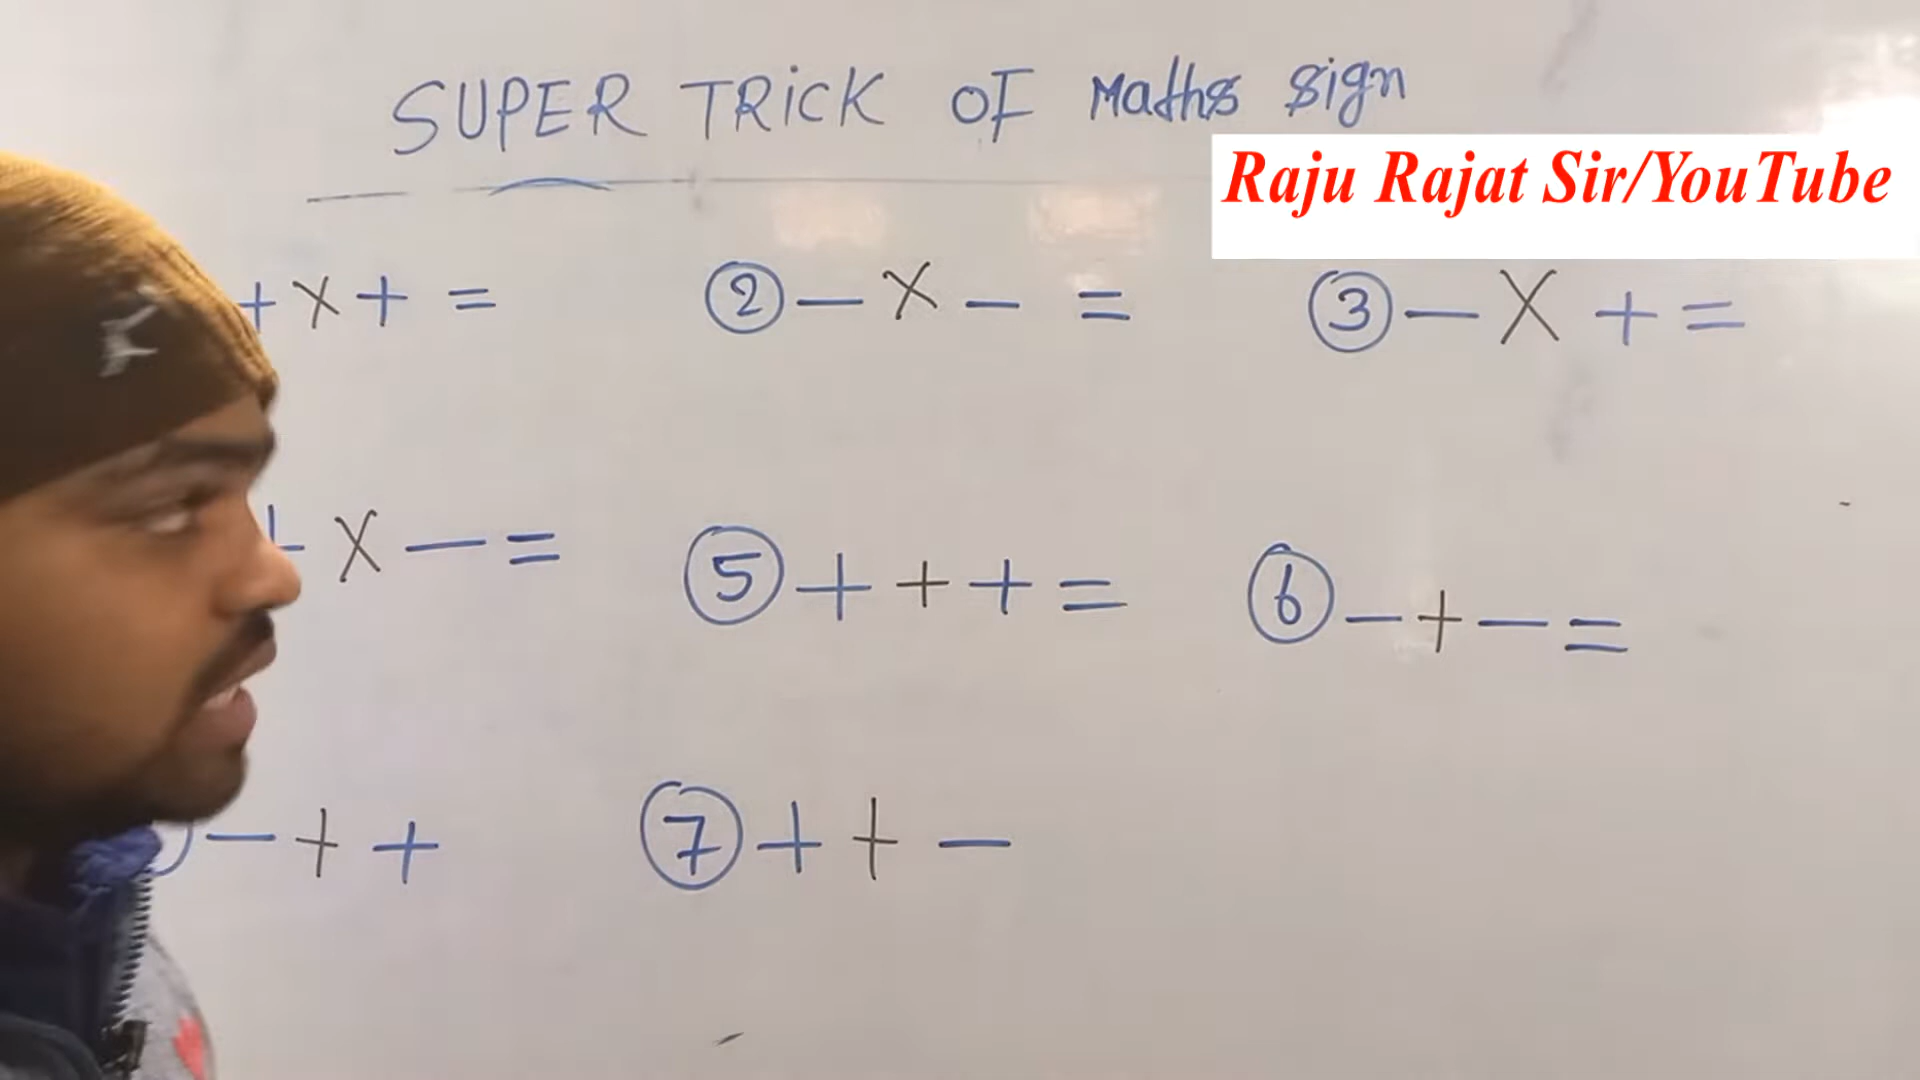 SUPER TRICK OF Maths sign
Raju Rajat Sir/YouTube
+ X + =
② – X – =
③ – X + =
+ X – =
⑤ + + + =
⑥ – + – =
– + +
⑦ + + –